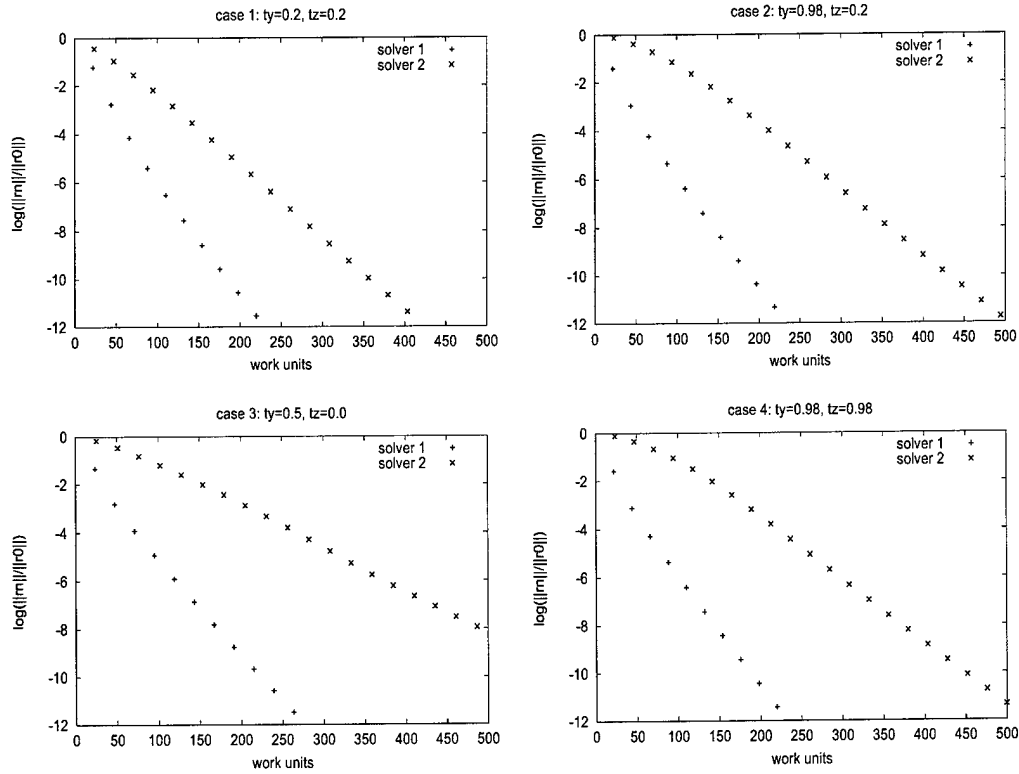 case 1: ty=0.2, tz=0.2
solver 1 +
solver 2 ×
0
-2
-4
-6
-8
-10
-12
log(||rn||/||r0||)
0 50 100 150 200 250 300 350 400 450 500
work units
case 2: ty=0.98, tz=0.2
solver 1 +
solver 2 ×
0
-2
-4
-6
-8
-10
-12
log(||rn||/||r0||)
0 50 100 150 200 250 300 350 400 450 500
work units
case 3: ty=0.5, tz=0.0
solver 1 +
solver 2 ×
0
-2
-4
-6
-8
-10
-12
log(||rn||/||r0||)
0 50 100 150 200 250 300 350 400 450 500
work units
case 4: ty=0.98, tz=0.98
solver 1 +
solver 2 ×
0
-2
-4
-6
-8
-10
-12
log(||rn||/||r0||)
0 50 100 150 200 250 300 350 400 450 500
work units